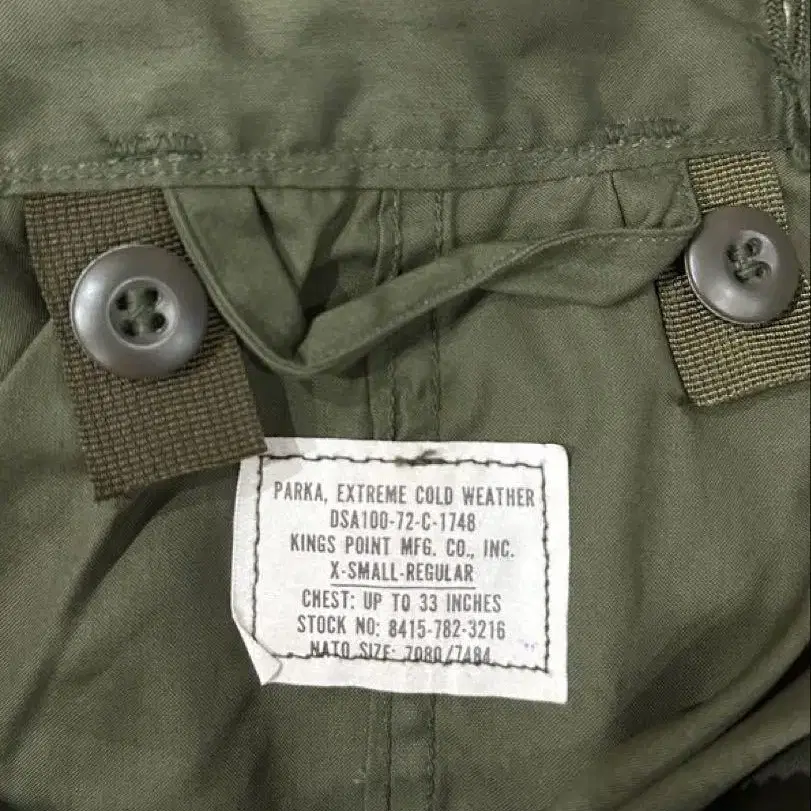 PARKA, EXTREME COLD WEATHER
DSA100-72-C-1748
KINGS POINT MFG. CO., INC.
X-SMALL-REGULAR
CHEST: UP TO 33 INCHES
STOCK NO: 8415-782-3216
NATO SIZE: 7080/7484